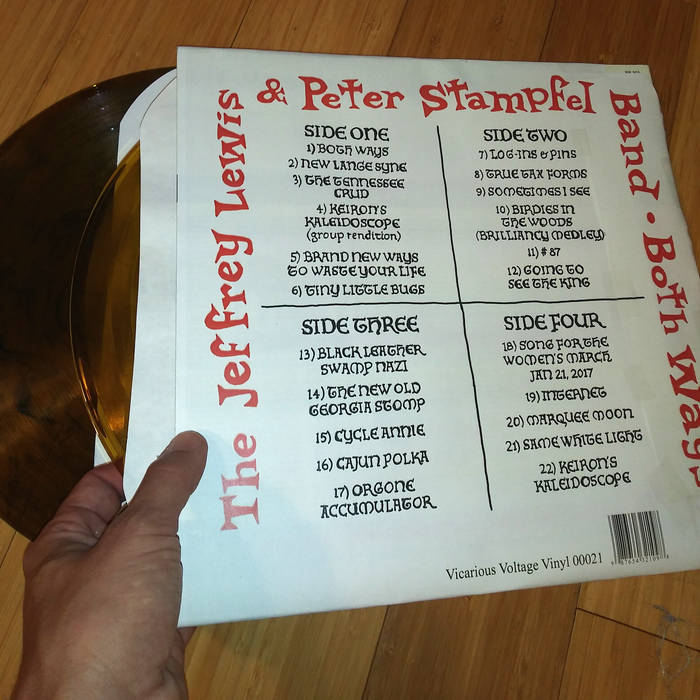 The Jeffrey Lewis
& Peter Stampfel
Band • Both Ways
SIDE ONE
1) BOTH WAYS
2) NEW LANGE SYNE
3) THE TENNESSEE
CRUD
4) KEIRON'S
KALEIDOSCOPE
(group rendition)
5) BRAND NEW WAYS
TO WASTE YOUR LIFE
6) TINY LITTLE BUGS
SIDE TWO
7) LOG-INS & PINS
8) TRUE TAX FORMS
9) SOMETIMES I SEE
10) BIRDIES IN
THE WOODS
(BRILLIANCY MEDLEY)
11) # 87
12) GOING TO
SEE THE KING
SIDE THREE
13) BLACK LEATHER
SWAMP NAZI
14) THE NEW OLD
GEORGIA STOMP
15) CYCLE ANNIE
16) CAJUN POLKA
17) ORGONE
ACCUMULATOR
SIDE FOUR
18) SONG FOR THE
WOMEN'S MARCH
JAN 21, 2017
19) INTERNET
20) MARQUEE MOON
21) SAME WHITE LIGHT
22) KEIRON'S
KALEIDOSCOPE
Vicarious Voltage Vinyl 00021